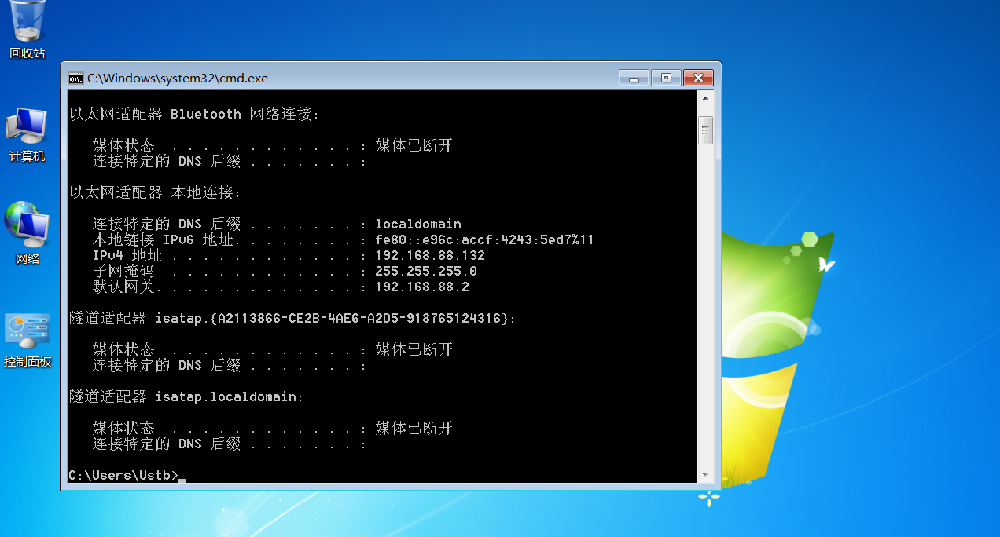 回收站
计算机
网络
控制面板
C:\Windows\system32\cmd.exe
以太网适配器 Bluetooth 网络连接:
媒体状态 . . . . . . . . . . . . : 媒体已断开
连接特定的 DNS 后缀 . . . . . . . :
以太网适配器 本地连接:
连接特定的 DNS 后缀 . . . . . . . : localdomain
本地链接 IPv6 地址. . . . . . . . : fe80::e96c:accf:4243:5ed7%11
IPv4 地址 . . . . . . . . . . . . : 192.168.88.132
子网掩码 . . . . . . . . . . . . : 255.255.255.0
默认网关. . . . . . . . . . . . . : 192.168.88.2
隧道适配器 isatap.{A2113866-CE2B-4AE6-A2D5-918765124316}:
媒体状态 . . . . . . . . . . . . : 媒体已断开
连接特定的 DNS 后缀 . . . . . . . :
隧道适配器 isatap.localdomain:
媒体状态 . . . . . . . . . . . . : 媒体已断开
连接特定的 DNS 后缀 . . . . . . . :
C:\Users\Ustb>_